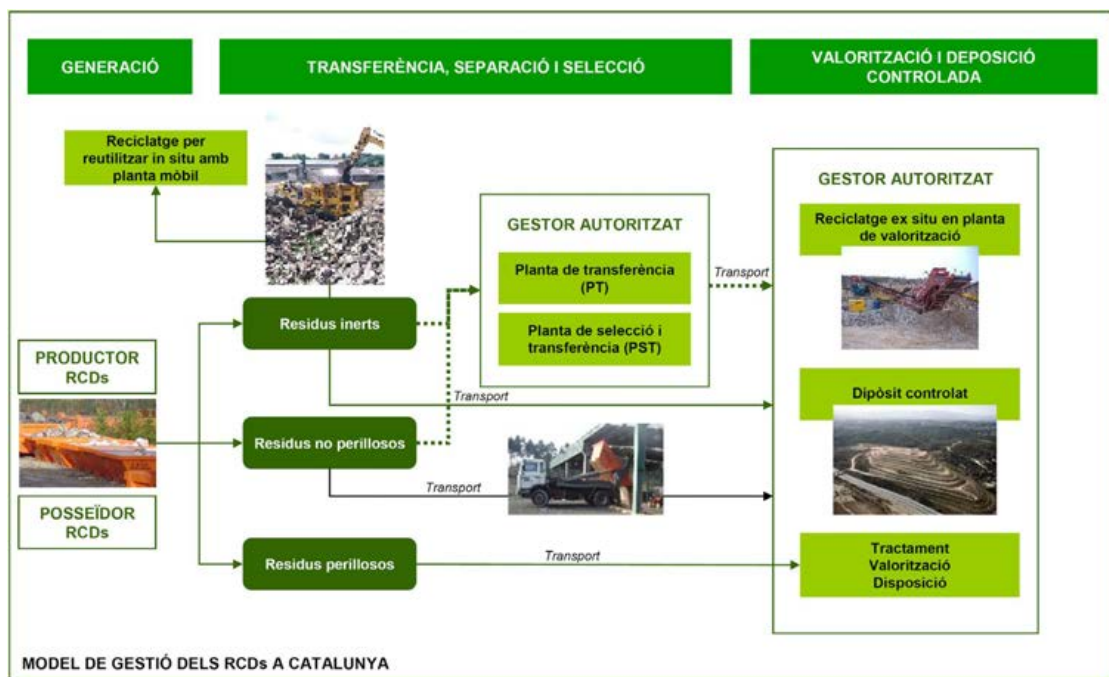 GENERACIÓ
TRANSFERÈNCIA, SEPARACIÓ I SELECCIÓ
VALORITZACIÓ I DEPOSICIÓ
CONTROLADA
Reciclatge per
reutilitzar in situ amb
planta mòbil
GESTOR AUTORITZAT
Planta de transferència
(PT)
Planta de selecció i
transferència (PST)
Transport
GESTOR AUTORITZAT
Reciclatge ex situ en planta
de valorització
Dipòsit controlat
Tractament
Valorització
Disposició
PRODUCTOR
RCDs
POSSEÏDOR
RCDs
Residus inerts
Transport
Residus no perillosos
Transport
Residus perillosos
Transport
MODEL DE GESTIÓ DELS RCDs A CATALUNYA